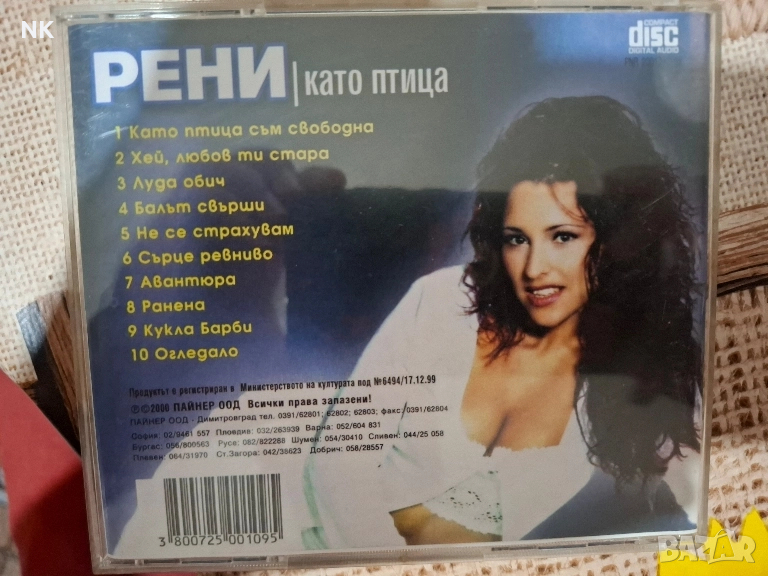 NK
COMPACT
disc
DIGITAL AUDIO
РЕНИ | като птица
1 Като птица съм свободна
2 Хей, любов ти стара
3 Луда обич
4 Балът свърши
5 Не се страхувам
6 Сърце ревниво
7 Авантюра
8 Ранена
9 Кукла Барби
10 Огледало
Продуктът е регистриран в Министерството на културата под №6494/17.12.99
℗©2000 ПАЙНЕР ООД Всички права запазени!
ПАЙНЕР ООД - Димитровград тел. 0391/62801; 62802; 62803; факс: 0391/62804
София: 02/9461 557 Пловдив: 032/263939 Варна: 052/604 831
Бургас: 056/800563 Русе: 082/822288 Шумен: 054/30410 Сливен: 044/25 058
Плевен: 064/31970 Ст.Загора: 042/35623 Добрич: 058/28557
3 800725 001095
BAZAR